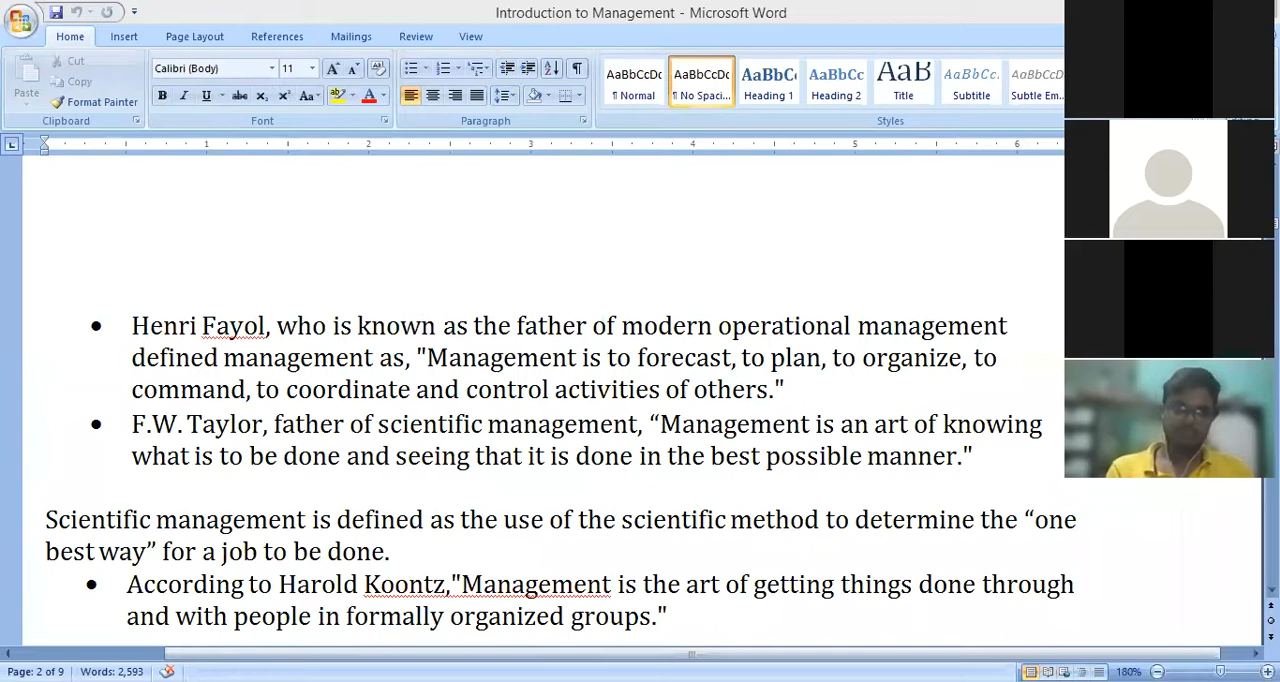 Introduction to Management - Microsoft Word
Home Insert Page Layout References Mailings Review View
Cut
Copy
Paste
Format Painter
Clipboard
Calibri (Body) 11
Font
Paragraph
AaBbCcDc AaBbCcDc AaBbC AaBbCc AaB AaBbCc. AaBbCcDc
¶ Normal ¶ No Spaci... Heading 1 Heading 2 Title Subtitle Subtle Em...
Styles
1 2 3 4 5 6
• Henri Fayol, who is known as the father of modern operational management
defined management as, "Management is to forecast, to plan, to organize, to
command, to coordinate and control activities of others."
• F.W. Taylor, father of scientific management, “Management is an art of knowing
what is to be done and seeing that it is done in the best possible manner."
Scientific management is defined as the use of the scientific method to determine the “one
best way” for a job to be done.
• According to Harold Koontz,"Management is the art of getting things done through
and with people in formally organized groups."
Page: 2 of 9 Words: 2,593 180%